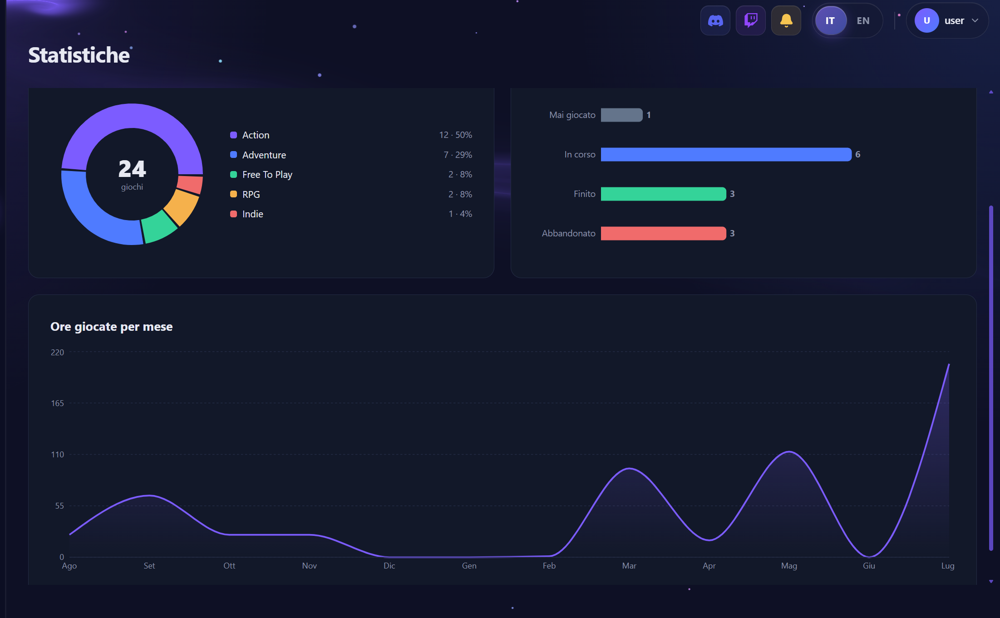 IT
EN
U
user
Statistiche
24
giochi
Action
12 · 50%
Adventure
7 · 29%
Free To Play
2 · 8%
RPG
2 · 8%
Indie
1 · 4%
Mai giocato
1
In corso
6
Finito
3
Abbandonato
3
Ore giocate per mese
220
165
110
55
0
Ago Set Ott Nov Dic Gen Feb Mar Apr Mag Giu Lug